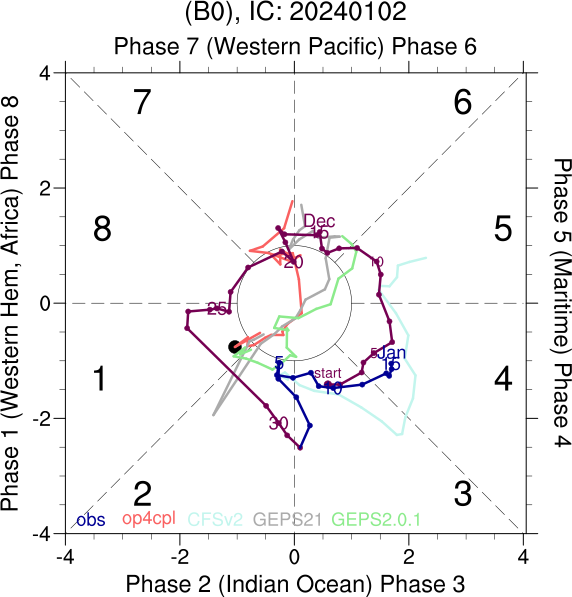 (B0), IC: 20240102
Phase 7 (Western Pacific) Phase 6
4
7
6
Phase 1 (Western Hem, Africa) Phase 8
Phase 5 (Maritime) Phase 4
2
Dec
15
8
5
20
10
25
0
5
Jan
15
5
start
10
1
4
-2
30
2
3
obs
op4cpl
CFSv2
GEPS21
GEPS2.0.1
-4
-4
-2
0
2
4
Phase 2 (Indian Ocean) Phase 3